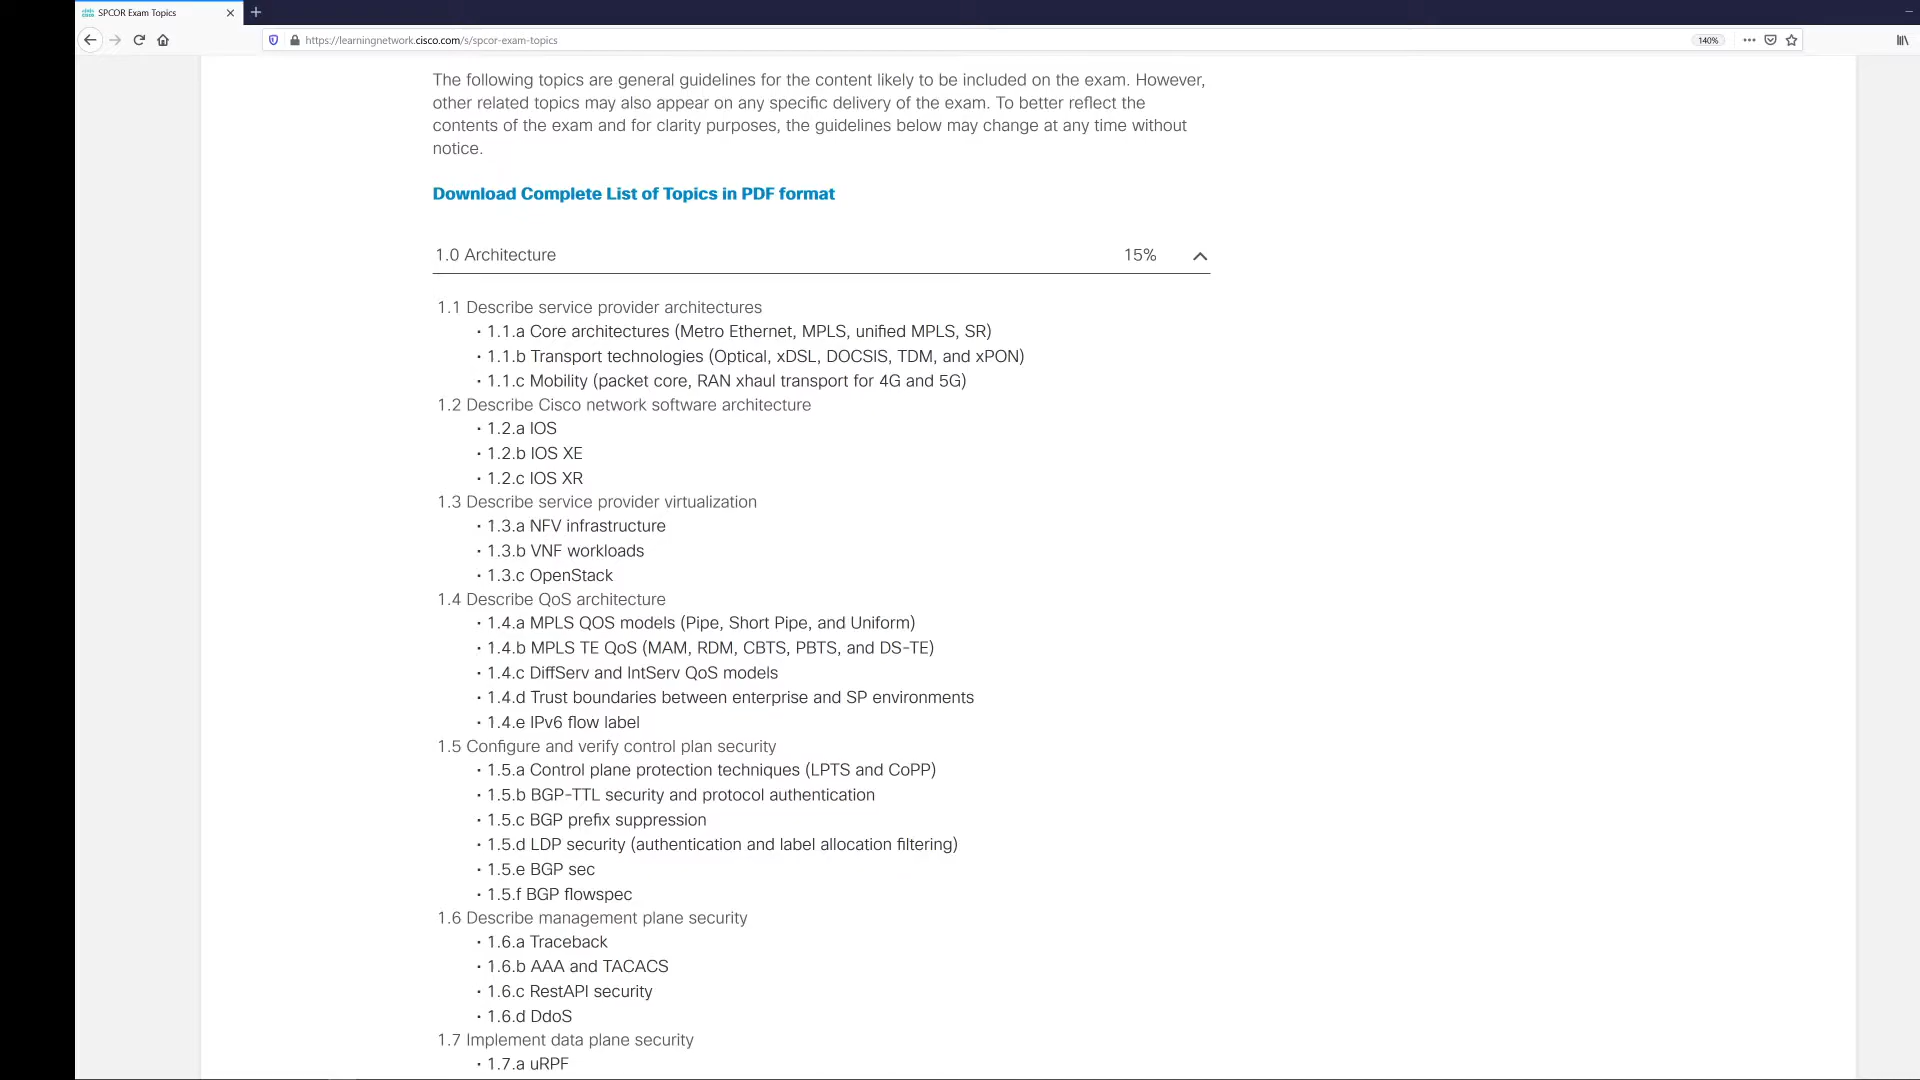 SPCOR Exam Topics
https://learningnetwork.cisco.com/s/spcor-exam-topics
140%
The following topics are general guidelines for the content likely to be included on the exam. However,
other related topics may also appear on any specific delivery of the exam. To better reflect the
contents of the exam and for clarity purposes, the guidelines below may change at any time without
notice.
Download Complete List of Topics in PDF format
1.0 Architecture 15%
1.1 Describe service provider architectures
• 1.1.a Core architectures (Metro Ethernet, MPLS, unified MPLS, SR)
• 1.1.b Transport technologies (Optical, xDSL, DOCSIS, TDM, and xPON)
• 1.1.c Mobility (packet core, RAN xhaul transport for 4G and 5G)
1.2 Describe Cisco network software architecture
• 1.2.a IOS
• 1.2.b IOS XE
• 1.2.c IOS XR
1.3 Describe service provider virtualization
• 1.3.a NFV infrastructure
• 1.3.b VNF workloads
• 1.3.c OpenStack
1.4 Describe QoS architecture
• 1.4.a MPLS QOS models (Pipe, Short Pipe, and Uniform)
• 1.4.b MPLS TE QoS (MAM, RDM, CBTS, PBTS, and DS-TE)
• 1.4.c DiffServ and IntServ QoS models
• 1.4.d Trust boundaries between enterprise and SP environments
• 1.4.e IPv6 flow label
1.5 Configure and verify control plan security
• 1.5.a Control plane protection techniques (LPTS and CoPP)
• 1.5.b BGP-TTL security and protocol authentication
• 1.5.c BGP prefix suppression
• 1.5.d LDP security (authentication and label allocation filtering)
• 1.5.e BGP sec
• 1.5.f BGP flowspec
1.6 Describe management plane security
• 1.6.a Traceback
• 1.6.b AAA and TACACS
• 1.6.c RestAPI security
• 1.6.d DdoS
1.7 Implement data plane security
• 1.7.a uRPF